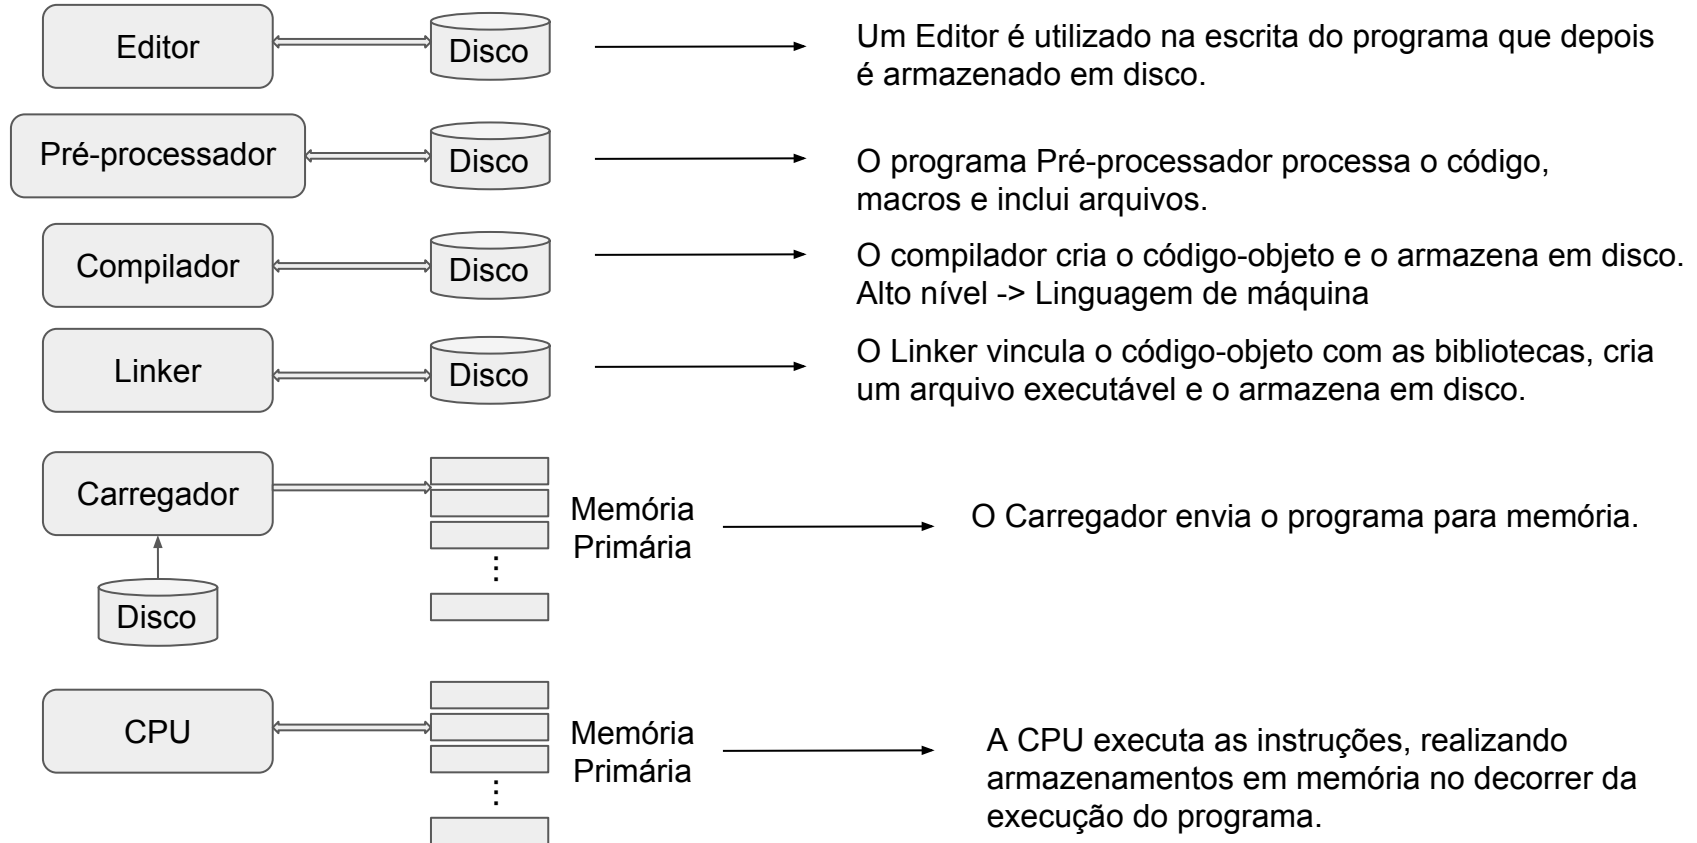 Editor
Disco
Um Editor é utilizado na escrita do programa que depois
é armazenado em disco.
Pré-processador
Disco
O programa Pré-processador processa o código,
macros e inclui arquivos.
Compilador
Disco
O compilador cria o código-objeto e o armazena em disco.
Alto nível -> Linguagem de máquina
Linker
Disco
O Linker vincula o código-objeto com as bibliotecas, cria
um arquivo executável e o armazena em disco.
Carregador
Disco
Memória
Primária
O Carregador envia o programa para memória.
CPU
Memória
Primária
A CPU executa as instruções, realizando
armazenamentos em memória no decorrer da
execução do programa.